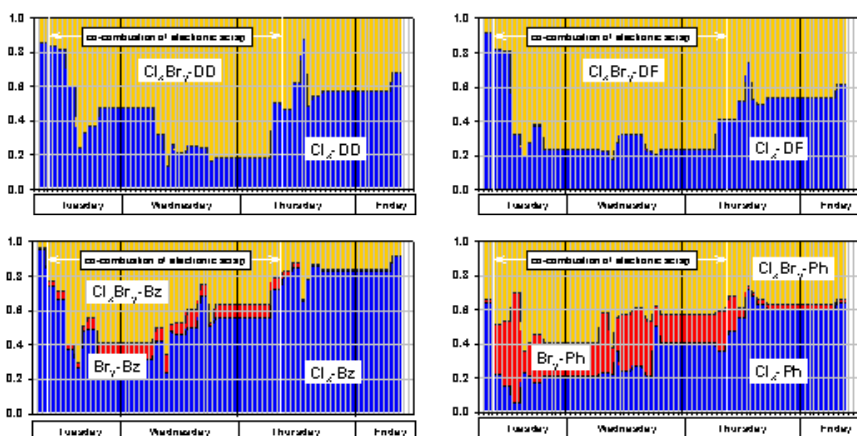 1.0
co-combustion of electronic scrap
0.8
ClxBry-DD
0.6
0.4
Clx-DD
0.2
0.0
Tuesday Wednesday Thursday Friday
1.0
co-combustion of electronic scrap
0.8
ClxBry-DF
0.6
0.4
Clx-DF
0.2
0.0
Tuesday Wednesday Thursday Friday
1.0
co-combustion of electronic scrap
0.8
ClxBry-Bz
0.6
0.4
Bry-Bz
Clx-Bz
0.2
0.0
Tuesday Wednesday Thursday Friday
1.0
co-combustion of electronic scrap
ClxBry-Ph
0.8
0.6
0.4
Bry-Ph
Clx-Ph
0.2
0.0
Tuesday Wednesday Thursday Friday